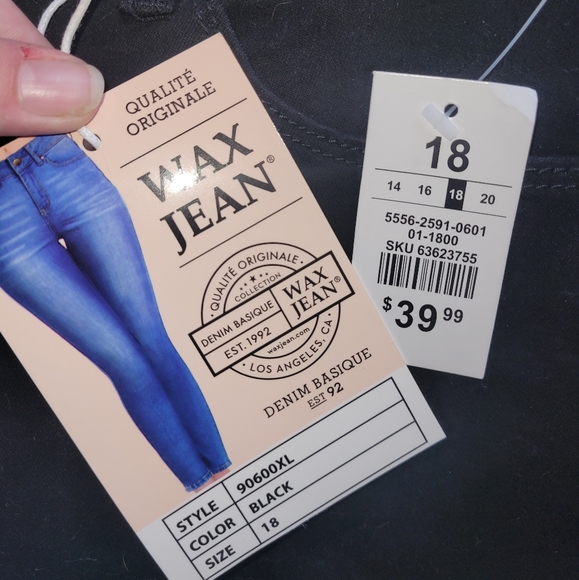 QUALITÉ
ORIGINALE
WAX
JEAN®
QUALITÉ ORIGINALE
COLLECTION
DENIM BASIQUE
EST. 1992
WAX
JEAN®
waxjean.com
LOS ANGELES, CA
DENIM BASIQUE
EST 92
STYLE 90600XL
COLOR BLACK
SIZE 18
18
14 16 18 20
5556-2591-0601
01-1800
SKU 63623755
$39 99